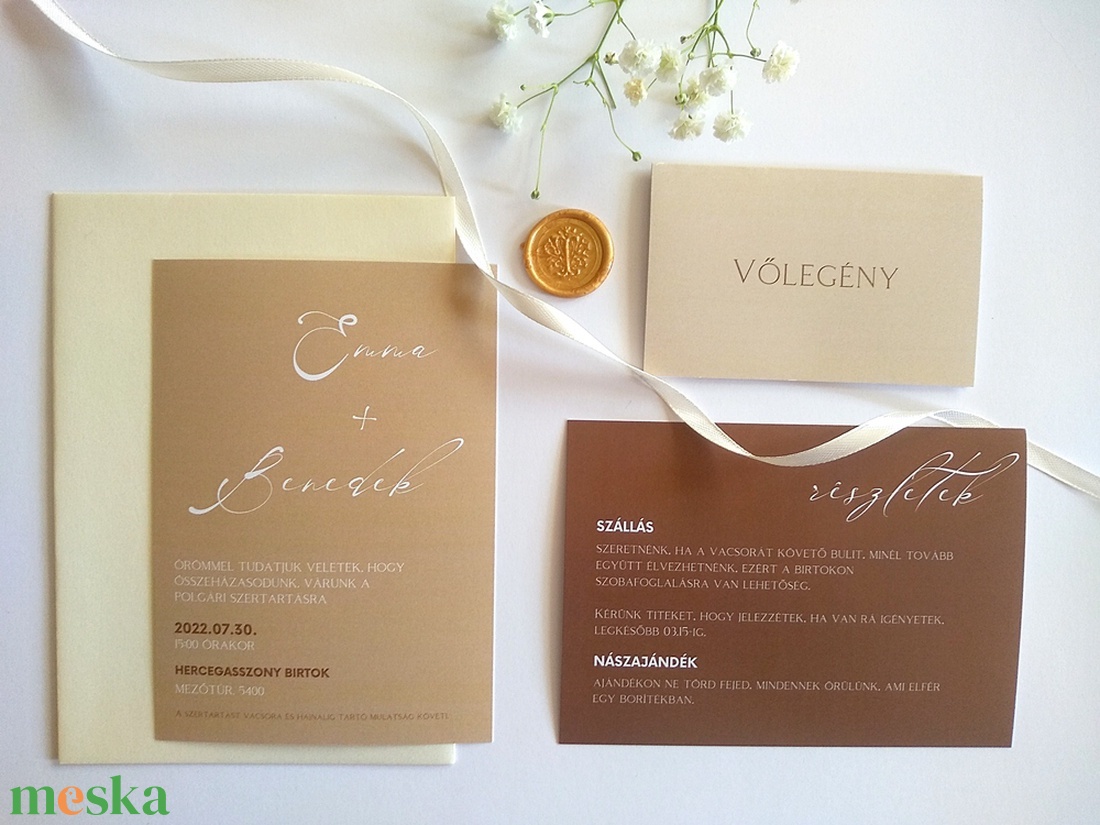 Emma
+
Benedek
ÖRÖMMEL TUDATJUK VELETEK, HOGY
ÖSSZEHÁZASODUNK, VÁRUNK A
POLGÁRI SZERTARTÁSRA
2022.07.30.
15:00 ÓRAKOR
HERCEGASSZONY BIRTOK
MEZŐTÚR, 5400
A SZERTARTÁST VACSORA ÉS HAJNALIG TARTÓ MULATSÁG KÖVETI.
VŐLEGÉNY
részletek
SZÁLLÁS
SZERETNÉNK, HA A VACSORÁT KÖVETŐ BULIT, MINÉL TOVÁBB
EGYÜTT ÉLVEZHETNÉNK, EZÉRT A BIRTOKON
SZOBAFOGLALÁSRA VAN LEHETŐSÉG.
KÉRÜNK TITEKET, HOGY JELEZZÉTEK, HA VAN RÁ IGÉNYETEK,
LEGKÉSŐBB 03.15-IG.
NÁSZAJÁNDÉK
AJÁNDÉKON NE TÖRD FEJED, MINDENNEK ÖRÜLÜNK, AMI ELFÉR
EGY BORÍTÉKBAN.
meska